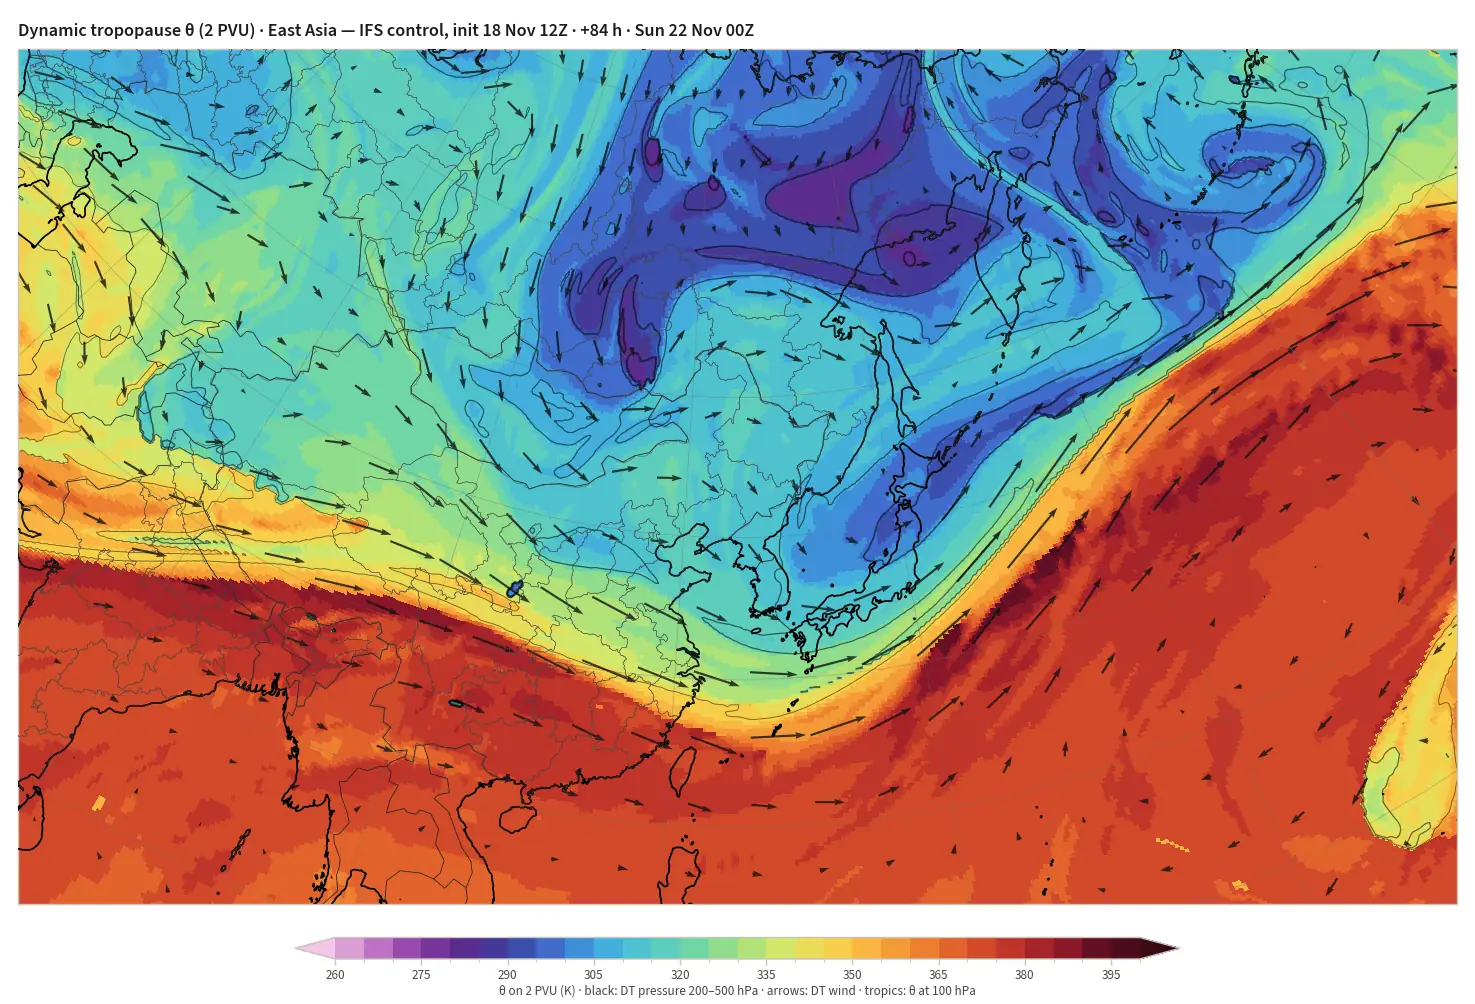 Dynamic tropopause θ (2 PVU) · East Asia — IFS control, init 18 Nov 12Z · +84 h · Sun 22 Nov 00Z
260 275 290 305 320 335 350 365 380 395
θ on 2 PVU (K) · black: DT pressure 200–500 hPa · arrows: DT wind · tropics: θ at 100 hPa